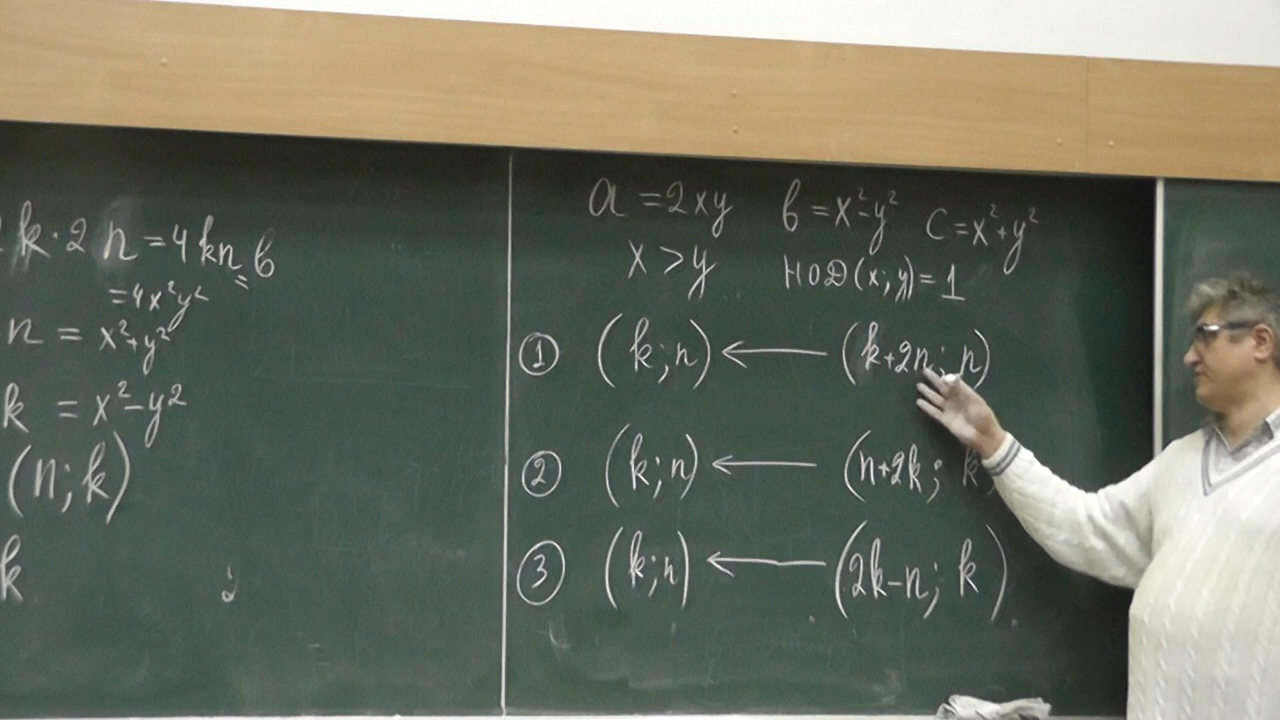 k·2n=4kn=b
=4x²y²
n = x²+y²
k = x²-y²
(n;k)
k
a=2xy b=x²-y² c=x²+y²
x>y НОД(x;y)=1
① (k;n) ← (k+2n; n)
② (k;n) ← (n+2k; k
③ (k;n) ← (2k-n; k)